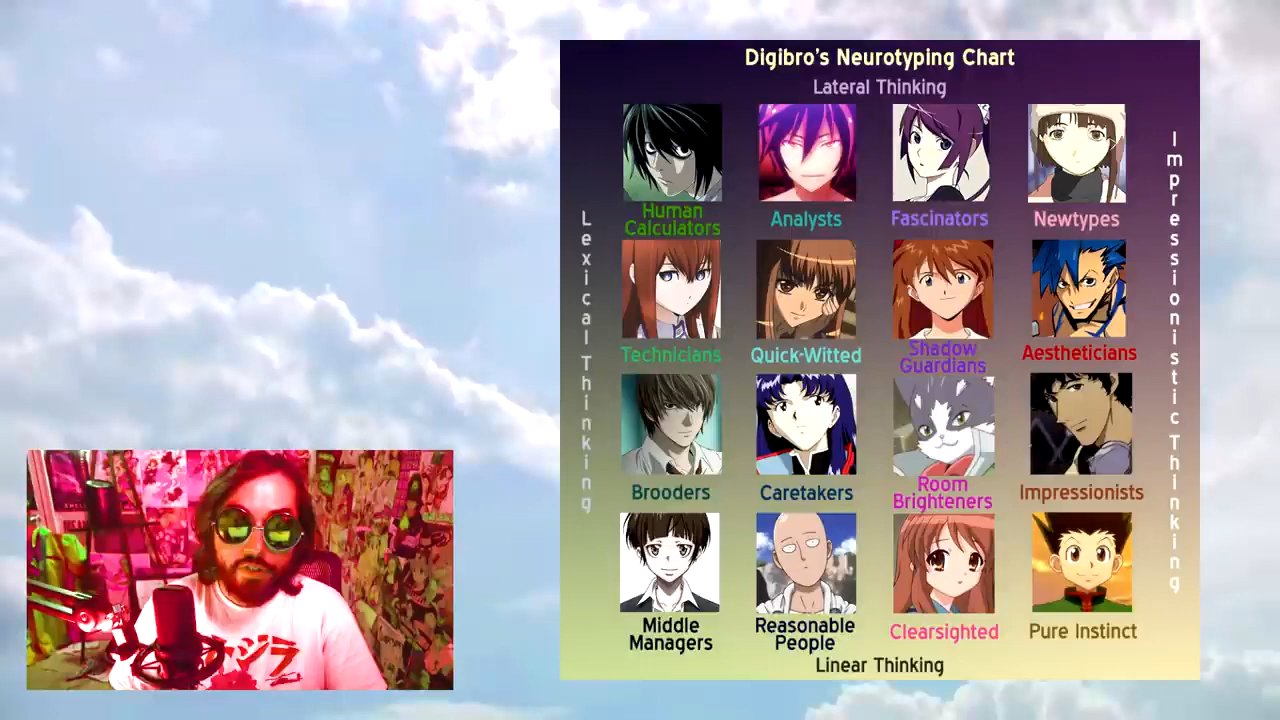 Digibro's Neurotyping Chart
Lateral Thinking
Lexical Thinking
Impressionistic Thinking
Human
Calculators
Analysts
Fascinators
Newtypes
Technicians
Quick-Witted
Shadow
Guardians
Aestheticians
Brooders
Caretakers
Room
Brighteners
Impressionists
Middle
Managers
Reasonable
People
Clearsighted
Pure Instinct
Linear Thinking